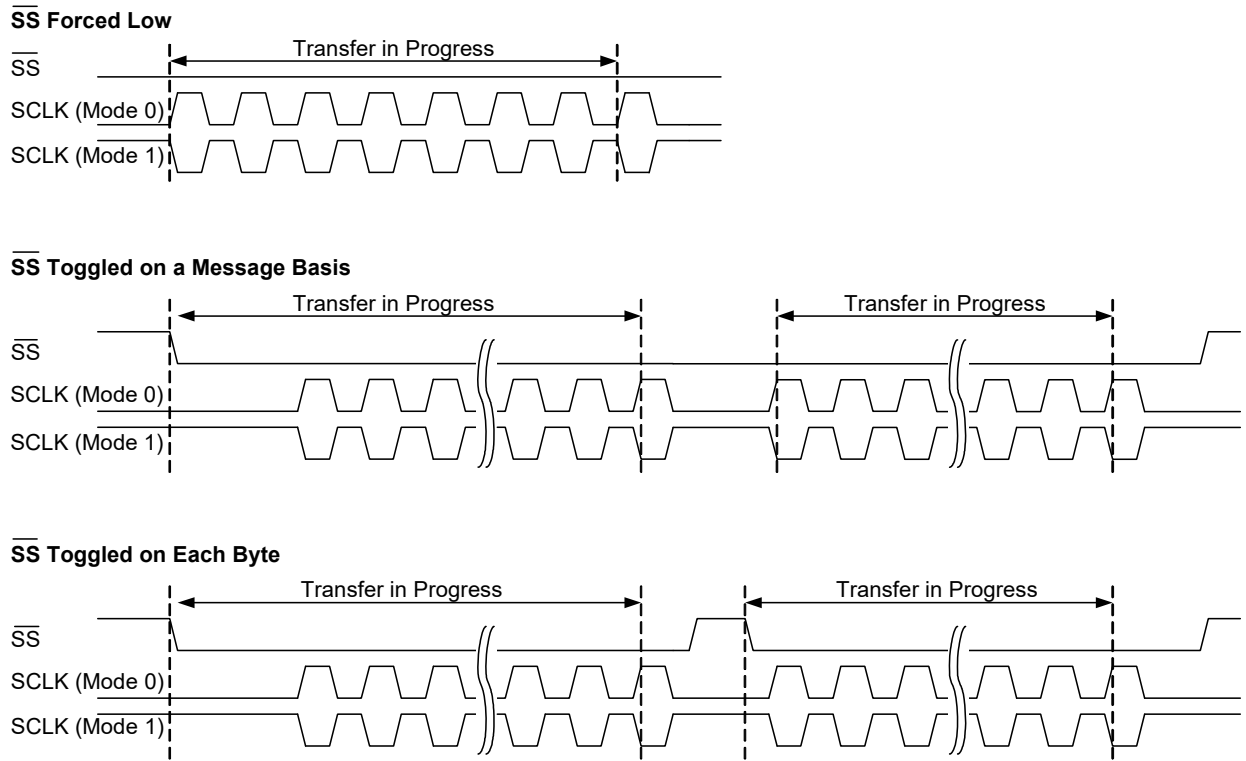 SS Forced Low
Transfer in Progress
SS
SCLK (Mode 0)
SCLK (Mode 1)
SS Toggled on a Message Basis
Transfer in Progress Transfer in Progress
SS
SCLK (Mode 0)
SCLK (Mode 1)
SS Toggled on Each Byte
Transfer in Progress Transfer in Progress
SS
SCLK (Mode 0)
SCLK (Mode 1)